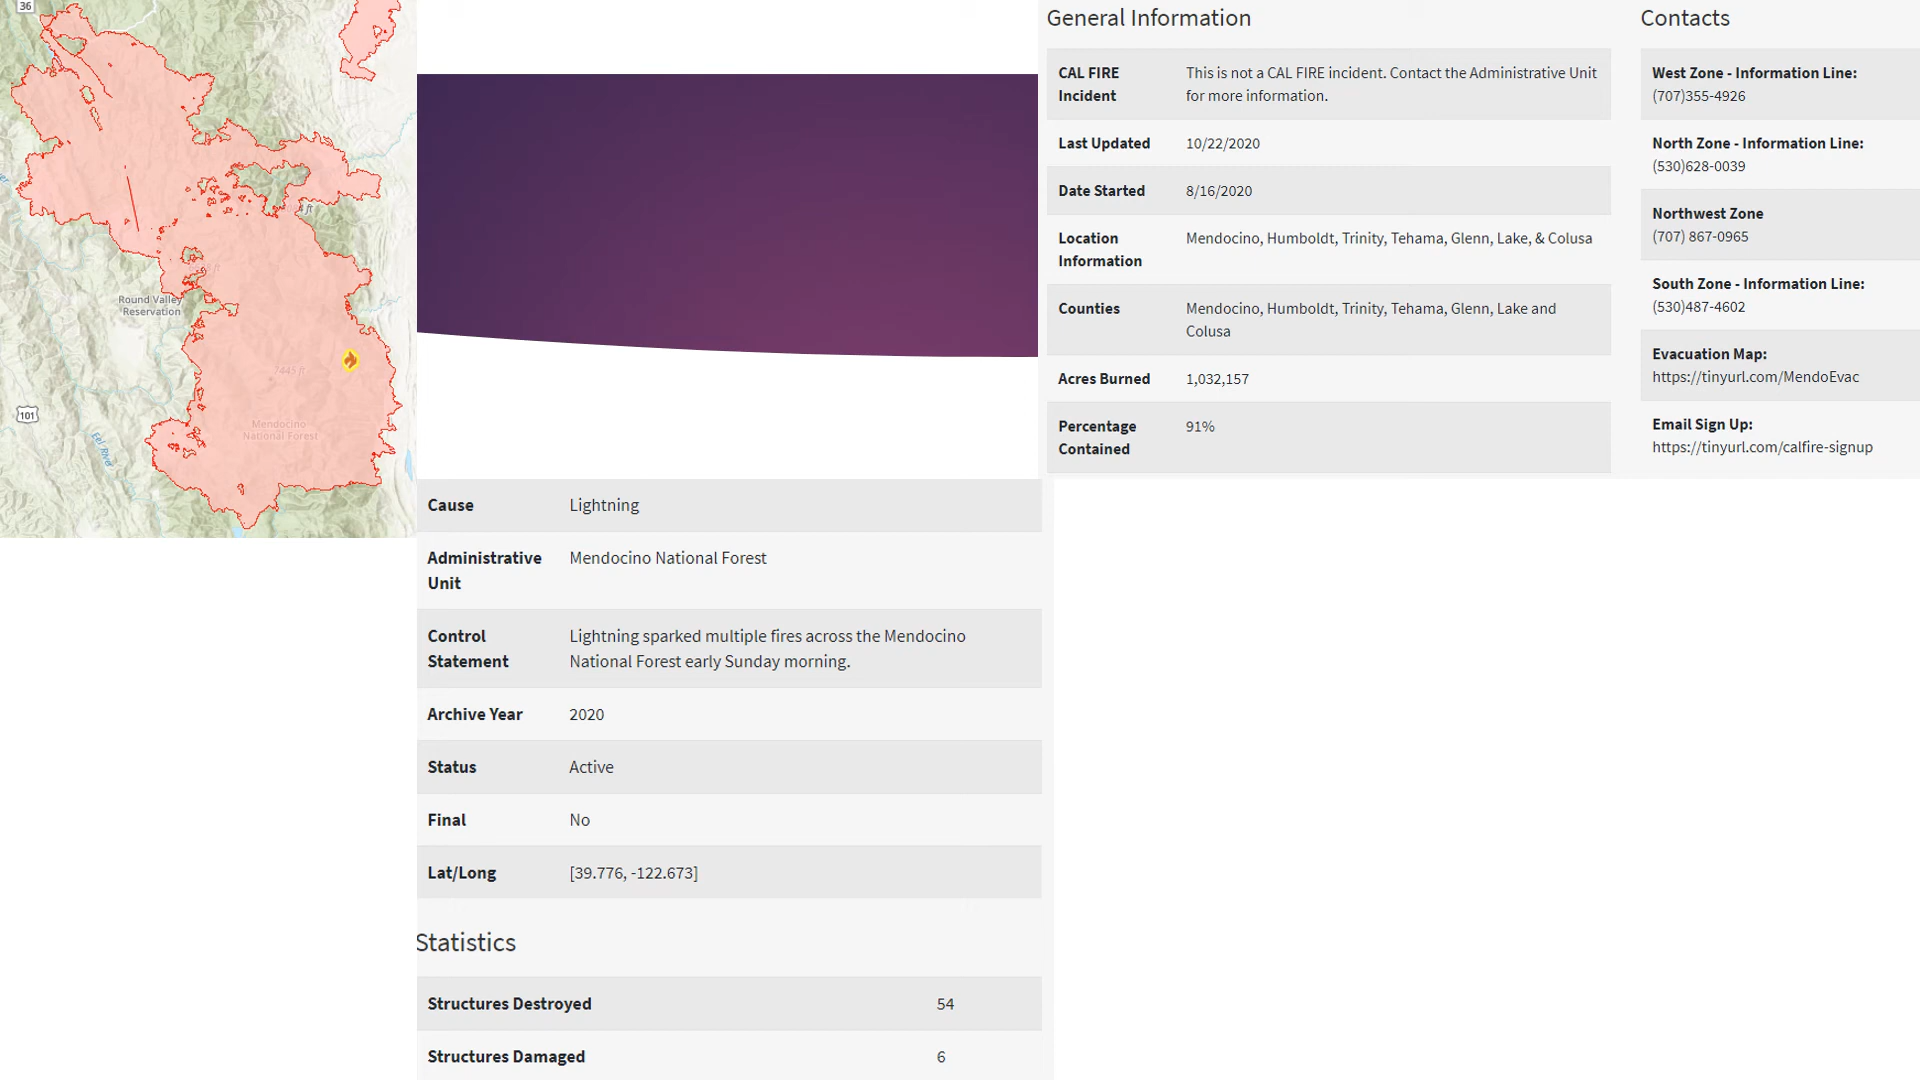 36
Round Valley
Reservation
7445 ft
101
Mendocino
National Forest
Eel River
General Information
CAL FIRE
Incident
This is not a CAL FIRE incident. Contact the Administrative Unit
for more information.
Last Updated
10/22/2020
Date Started
8/16/2020
Location
Information
Mendocino, Humboldt, Trinity, Tehama, Glenn, Lake, & Colusa
Counties
Mendocino, Humboldt, Trinity, Tehama, Glenn, Lake and
Colusa
Acres Burned
1,032,157
Percentage
Contained
91%
Contacts
West Zone - Information Line:
(707)355-4926
North Zone - Information Line:
(530)628-0039
Northwest Zone
(707) 867-0965
South Zone - Information Line:
(530)487-4602
Evacuation Map:
https://tinyurl.com/MendoEvac
Email Sign Up:
https://tinyurl.com/calfire-signup
Cause
Lightning
Administrative
Unit
Mendocino National Forest
Control
Statement
Lightning sparked multiple fires across the Mendocino
National Forest early Sunday morning.
Archive Year
2020
Status
Active
Final
No
Lat/Long
[39.776, -122.673]
Statistics
Structures Destroyed
54
Structures Damaged
6